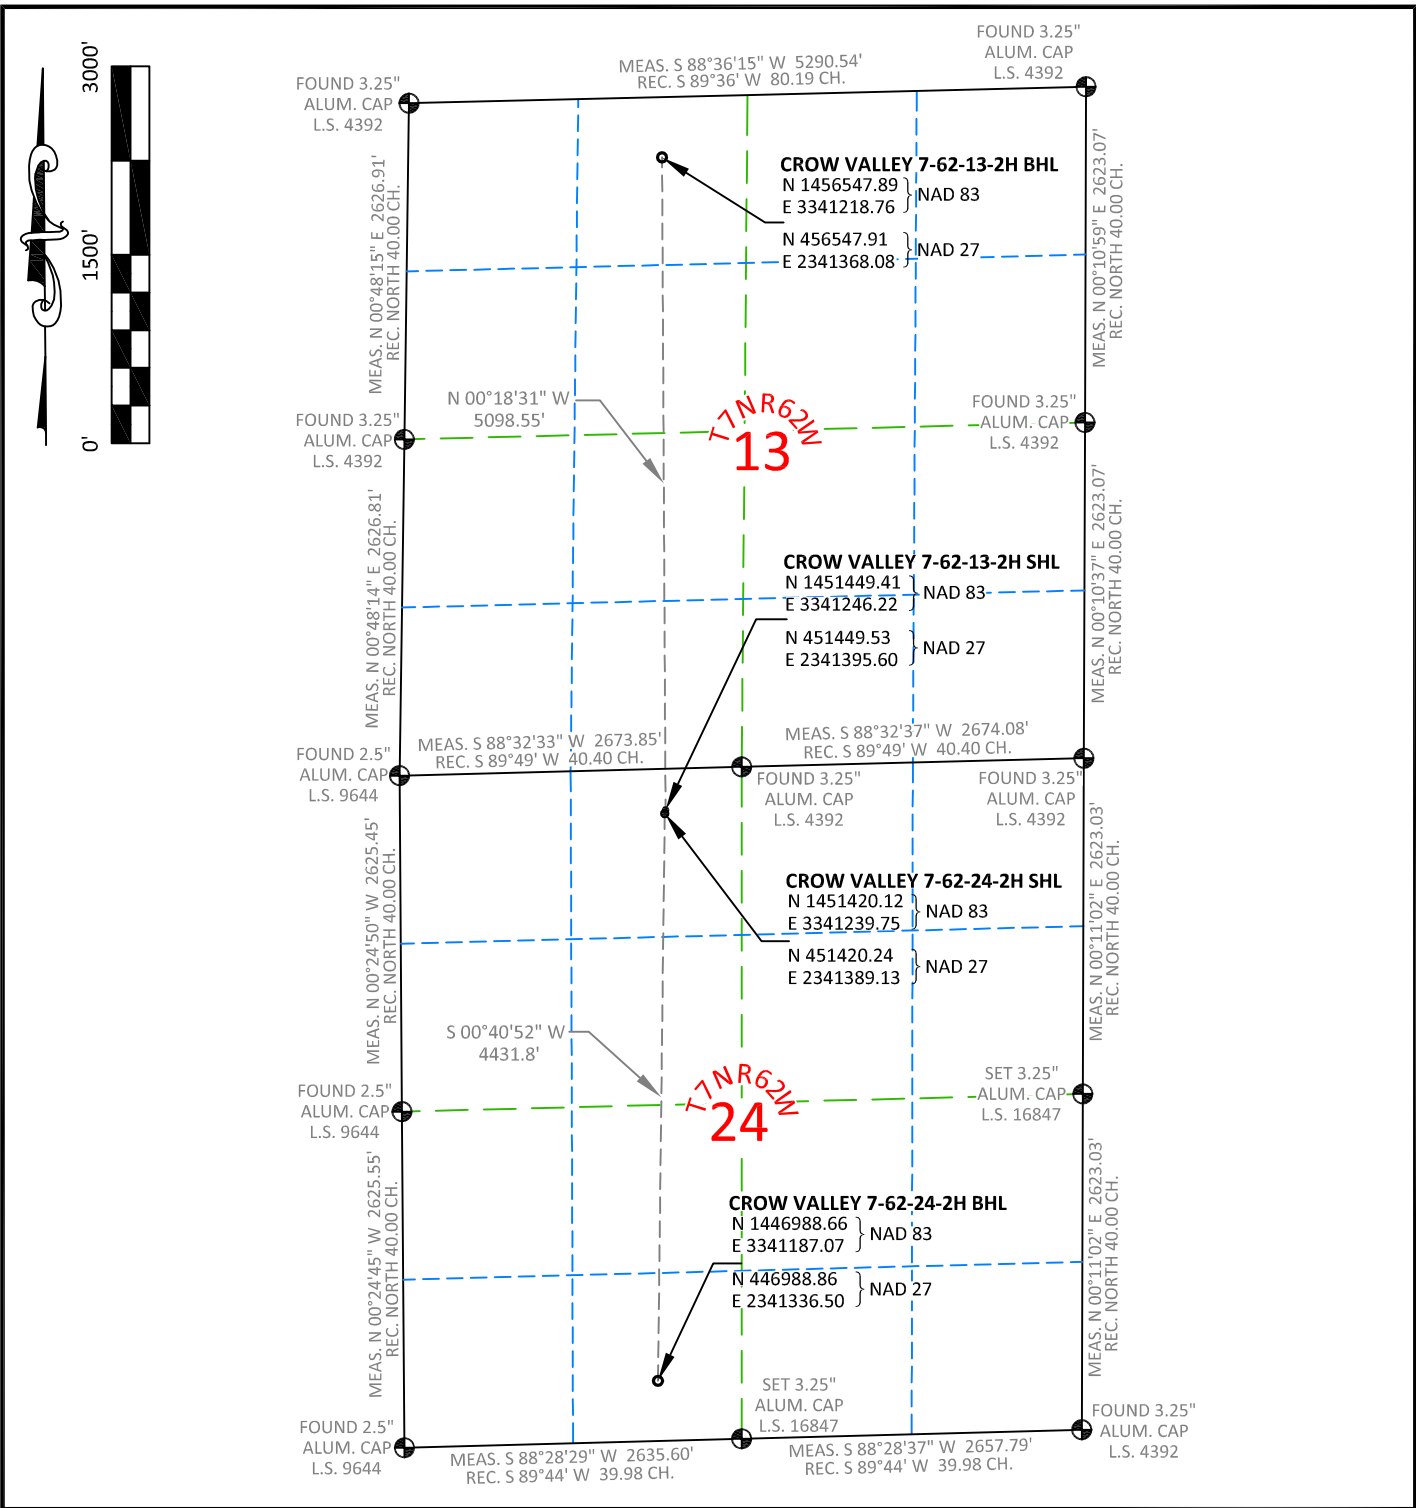 3000'
1500'
0'
FOUND 3.25"
ALUM. CAP
L.S. 4392
MEAS. S 88°36'15" W 5290.54'
REC. S 89°36' W 80.19 CH.
FOUND 3.25"
ALUM. CAP
L.S. 4392
MEAS. N 00°48'15" E 2626.91'
REC. NORTH 40.00 CH.
CROW VALLEY 7-62-13-2H BHL
N 1456547.89
E 3341218.76
NAD 83
N 456547.91
E 2341368.08
NAD 27
MEAS. N 00°10'59" E 2623.07'
REC. NORTH 40.00 CH.
N 00°18'31" W
5098.55'
FOUND 3.25"
ALUM. CAP
L.S. 4392
T7NR62W
13
FOUND 3.25"
ALUM. CAP
L.S. 4392
MEAS. N 00°48'14" E 2626.81'
REC. NORTH 40.00 CH.
CROW VALLEY 7-62-13-2H SHL
N 1451449.41
E 3341246.22
NAD 83
N 451449.53
E 2341395.60
NAD 27
MEAS. N 00°10'37" E 2623.07'
REC. NORTH 40.00 CH.
FOUND 2.5"
ALUM. CAP
L.S. 9644
MEAS. S 88°32'33" W 2673.85'
REC. S 89°49' W 40.40 CH.
MEAS. S 88°32'37" W 2674.08'
REC. S 89°49' W 40.40 CH.
FOUND 3.25"
ALUM. CAP
L.S. 4392
FOUND 3.25"
ALUM. CAP
L.S. 4392
MEAS. N 00°24'50" W 2625.45'
REC. NORTH 40.00 CH.
CROW VALLEY 7-62-24-2H SHL
N 1451420.12
E 3341239.75
NAD 83
N 451420.24
E 2341389.13
NAD 27
MEAS. N 00°11'02" E 2623.03'
REC. NORTH 40.00 CH.
S 00°40'52" W
4431.8'
FOUND 2.5"
ALUM. CAP
L.S. 9644
T7NR62W
24
SET 3.25"
ALUM. CAP
L.S. 16847
MEAS. N 00°24'45" W 2625.55'
REC. NORTH 40.00 CH.
CROW VALLEY 7-62-24-2H BHL
N 1446988.66
E 3341187.07
NAD 83
N 446988.86
E 2341336.50
NAD 27
MEAS. N 00°11'02" E 2623.03'
REC. NORTH 40.00 CH.
FOUND 2.5"
ALUM. CAP
L.S. 9644
MEAS. S 88°28'29" W 2635.60'
REC. S 89°44' W 39.98 CH.
SET 3.25"
ALUM. CAP
L.S. 16847
MEAS. S 88°28'37" W 2657.79'
REC. S 89°44' W 39.98 CH.
FOUND 3.25"
ALUM. CAP
L.S. 4392